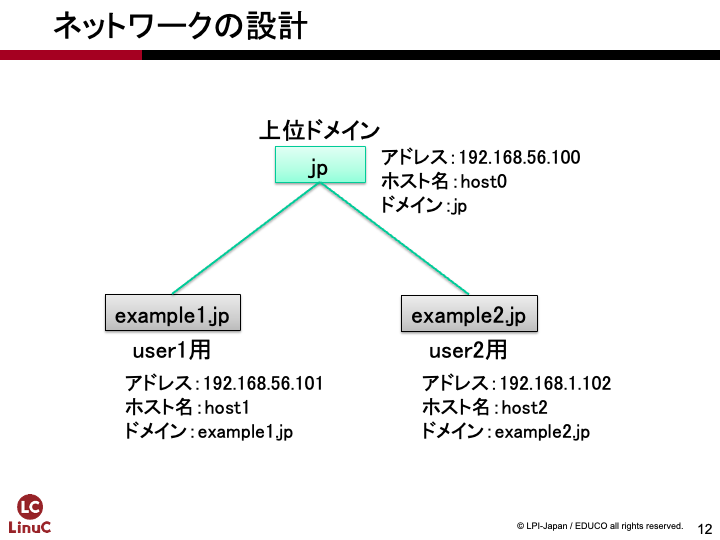 ネットワークの設計
上位ドメイン
jp
アドレス：192.168.56.100
ホスト名：host0
ドメイン：jp
example1.jp
user1用
アドレス：192.168.56.101
ホスト名：host1
ドメイン：example1.jp
example2.jp
user2用
アドレス：192.168.1.102
ホスト名：host2
ドメイン：example2.jp
LC
LinuC
© LPI-Japan / EDUCO all rights reserved.
12